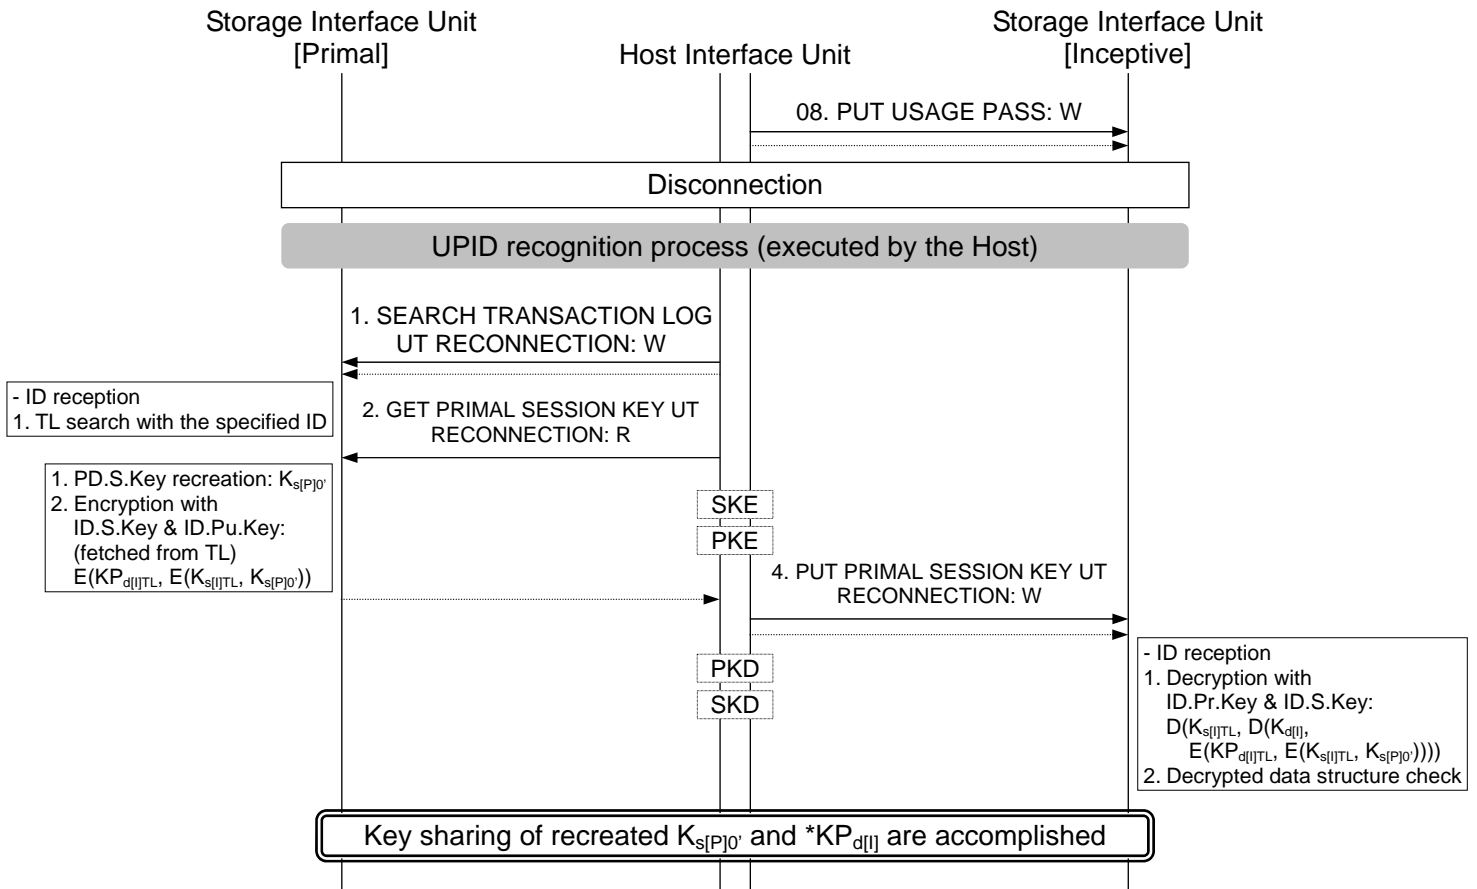 Storage Interface Unit
[Primal]
Host Interface Unit
Storage Interface Unit
[Inceptive]
08. PUT USAGE PASS: W
Disconnection
UPID recognition process (executed by the Host)
1. SEARCH TRANSACTION LOG
UT RECONNECTION: W
- ID reception
1. TL search with the specified ID
2. GET PRIMAL SESSION KEY UT
RECONNECTION: R
1. PD.S.Key recreation: Ks[P]0'
2. Encryption with
ID.S.Key & ID.Pu.Key:
(fetched from TL)
E(KPd[I]TL, E(Ks[I]TL, Ks[P]0'))
SKE
PKE
4. PUT PRIMAL SESSION KEY UT
RECONNECTION: W
PKD
SKD
- ID reception
1. Decryption with
ID.Pr.Key & ID.S.Key:
D(Ks[I]TL, D(Kd[I],
E(KPd[I]TL, E(Ks[I]TL, Ks[P]0'))))
2. Decrypted data structure check
Key sharing of recreated Ks[P]0' and *KPd[I] are accomplished